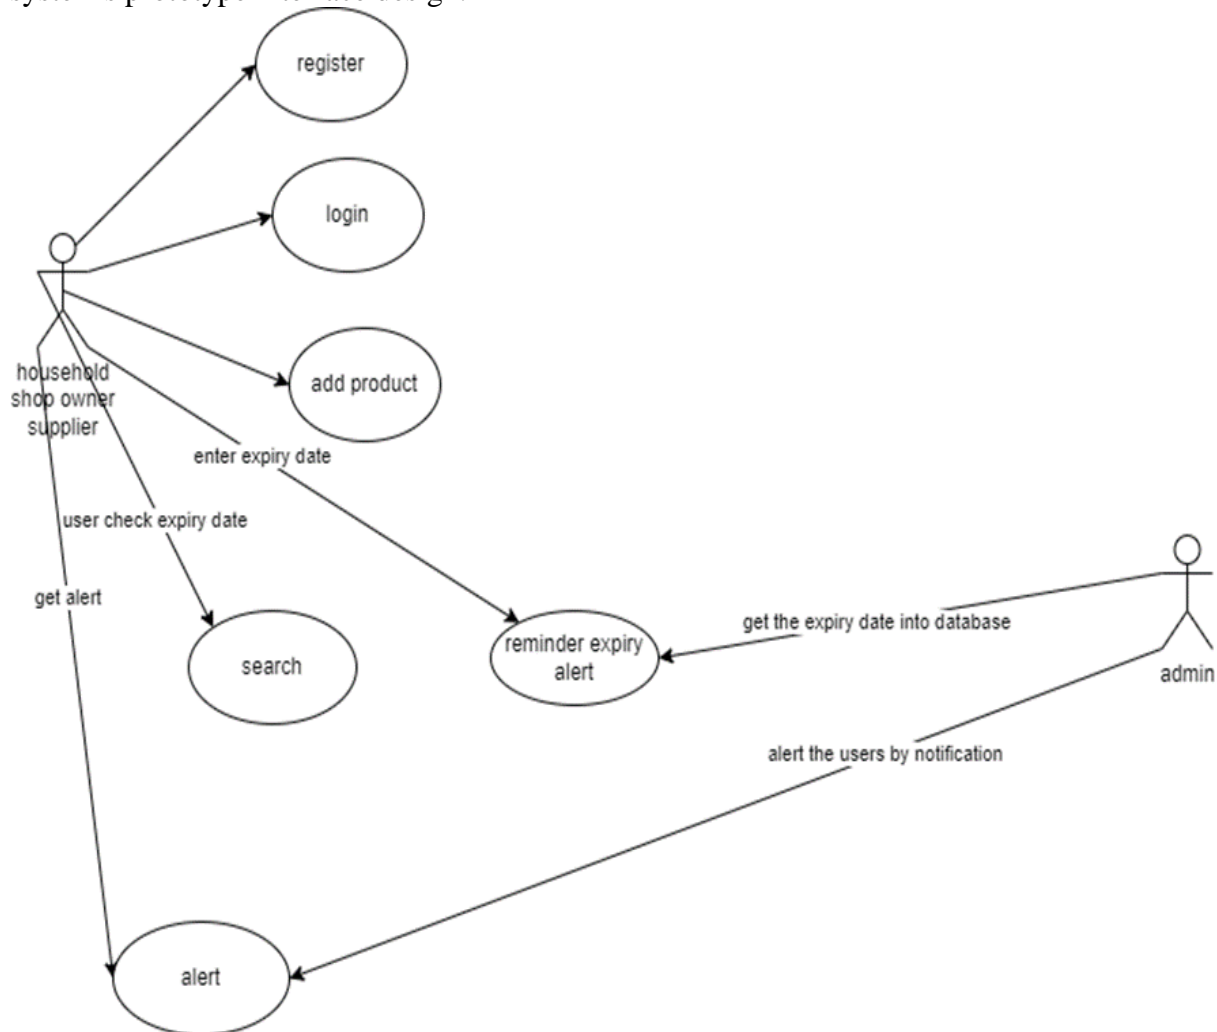 register
login
household
shop owner
supplier
add product
enter expiry date
user check expiry date
get alert
search
reminder expiry
alert
get the expiry date into database
admin
alert the users by notification
alert